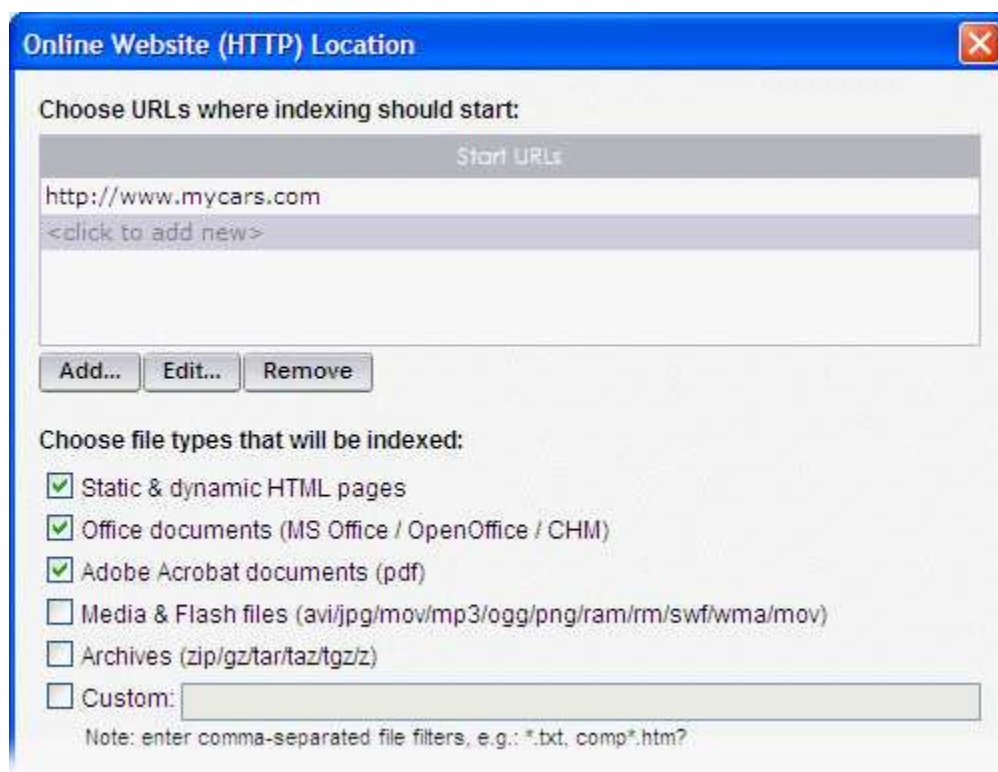 Online Website (HTTP) Location
Choose URLs where indexing should start:
Start URLs
http://www.mycars.com
<click to add new>
Add... Edit... Remove
Choose file types that will be indexed:
Static & dynamic HTML pages
Office documents (MS Office / OpenOffice / CHM)
Adobe Acrobat documents (pdf)
Media & Flash files (avi/jpg/mov/mp3/ogg/png/ram/rm/swf/wma/mov)
Archives (zip/gz/tar/taz/tgz/z)
Custom:
Note: enter comma-separated file filters, e.g.: *.txt, comp*.htm?